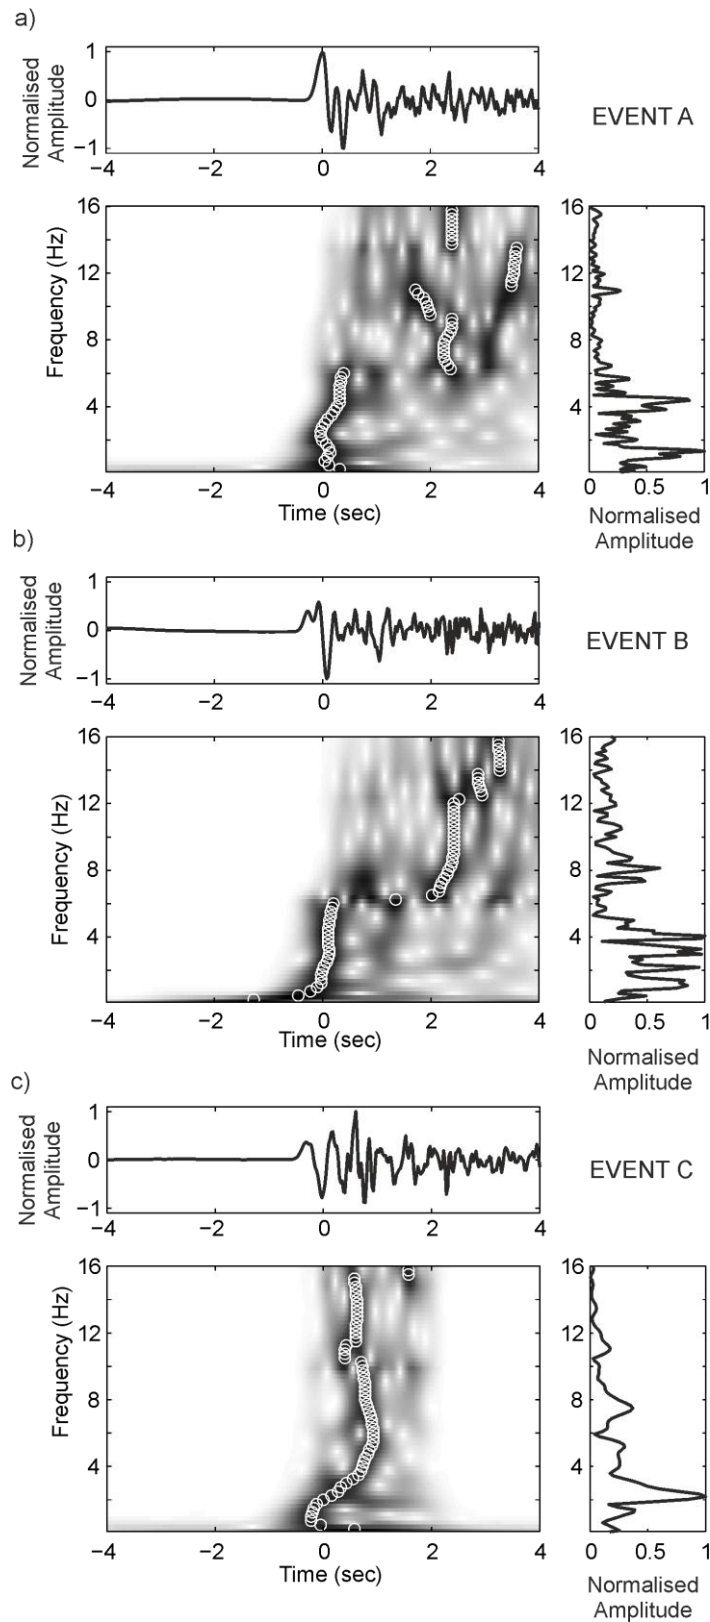 a)
Normalised
Amplitude
1
0
−1
−4 −2 0 2 4
EVENT A
Frequency (Hz)
16
12
8
4
−4 −2 0 2 4
Time (sec)
16
12
8
4
0 0.5 1
Normalised
Amplitude
b)
Normalised
Amplitude
1
0
−1
−4 −2 0 2 4
EVENT B
Frequency (Hz)
16
12
8
4
−4 −2 0 2 4
Time (sec)
16
12
8
4
0 0.5 1
Normalised
Amplitude
c)
Normalised
Amplitude
1
0
−1
−4 −2 0 2 4
EVENT C
Frequency (Hz)
16
12
8
4
−4 −2 0 2 4
Time (sec)
16
12
8
4
0 0.5 1
Normalised
Amplitude